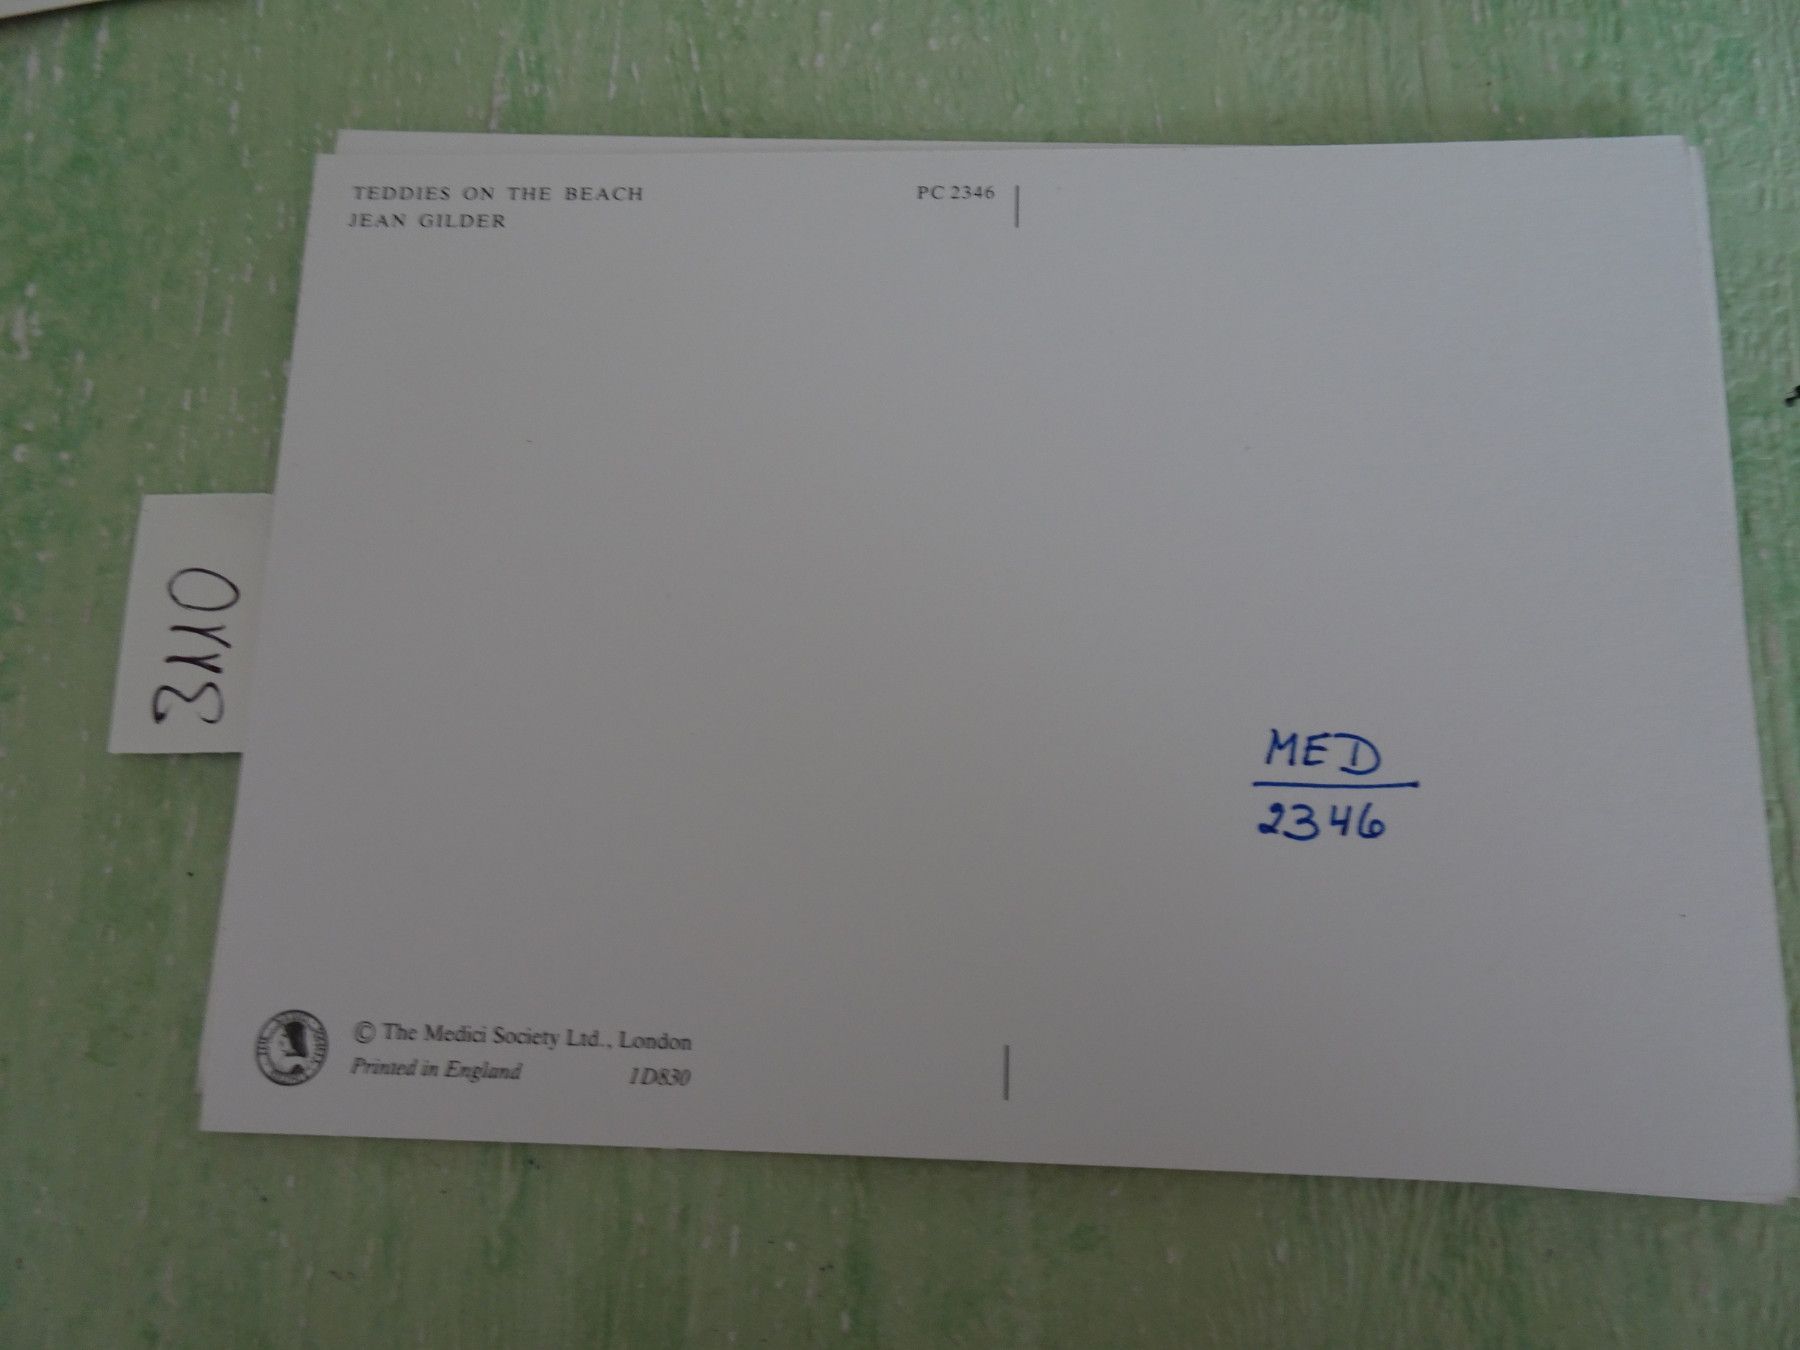 TEDDIES ON THE BEACH
JEAN GILDER
PC 2346
3110
MED
2346
© The Medici Society Ltd., London
Printed in England 1D830